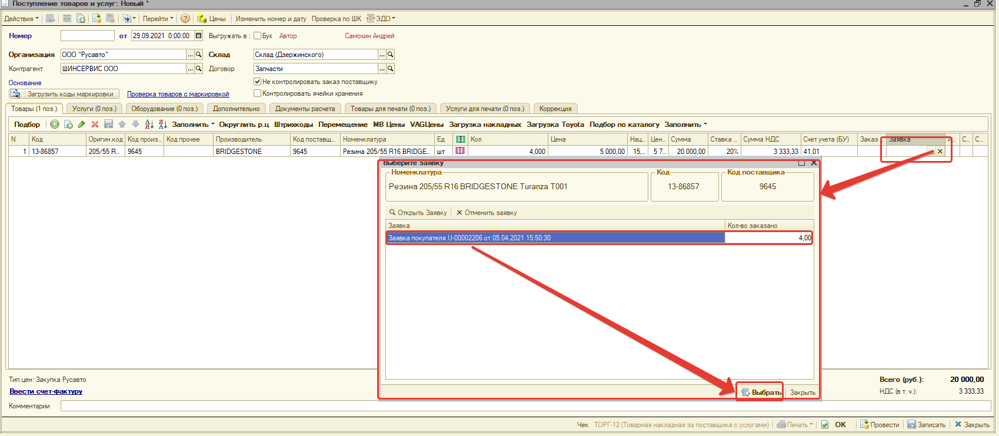 Поступление товаров и услуг: Новый *
Действия Перейти Цены Изменить номер и дату Проверка по ШК ЭДО
Номер от 29.09.2021 0:00:00 Выгружать в : Бух Автор Самохин Андрей
Организация ООО "Русавто" ... Склад Склад (Дзержинского) ...
Контрагент ШИНСЕРВИС ООО ... Договор Запчасти ...
Основание Не контролировать заказ поставщику
Загрузить коды маркировки Проверка товаров с маркировкой Контролировать ячейки хранения
Товары (1 поз.) Услуги (0 поз.) Оборудование (0 поз.) Дополнительно Документы расчета Товары для печати (0 поз.) Услуги для печати (0 поз.) Коррекция
Подбор Заполнить Округлить р.ц Штрихкоды Перемещение МВ Цены VAGЦены Загрузка накладных Загрузка Toyota Подбор по каталогу Заполнить
N Код Оригин.код Код произ... Код прочее Производитель Код поставщ... Номенклатура Ед Кол Цена Нац... Цен... Сумма Ставка ... Сумма НДС Счет учета (БУ) Заказ Заявка А... С... С...
1 13-86857 205/55 R... 9645 BRIDGESTONE 9645 Резина 205/55 R16 BRIDGE... шт 4,000 5 000,00 15,... 5 7... 20 000,00 20% 3 333,33 41.01
Выберите заявку
Номенклатура Код Код поставщика
Резина 205/55 R16 BRIDGESTONE Turanza T001 13-86857 9645
Открыть Заявку Отменить заявку
Заявка Кол-во заказано
Заявка покупателя U-00002206 от 05.04.2021 15:50:30 4,00
Выбрать Закрыть
Тип цен: Закупка Русавто Всего (руб.): 20 000,00
Ввести счет-фактуру НДС (в т. ч.): 3 333,33
Комментарии
Чек ТОРГ-12 (Товарная накладная за поставщика с услугами) Печать OK Провести Записать Закрыть